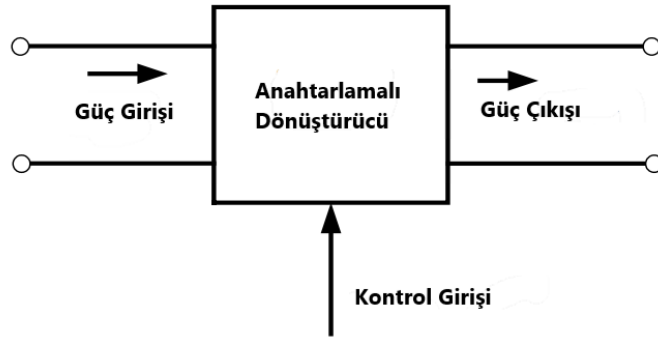 Güç Girişi
Anahtarlamalı
Dönüştürücü
Güç Çıkışı
Kontrol Girişi